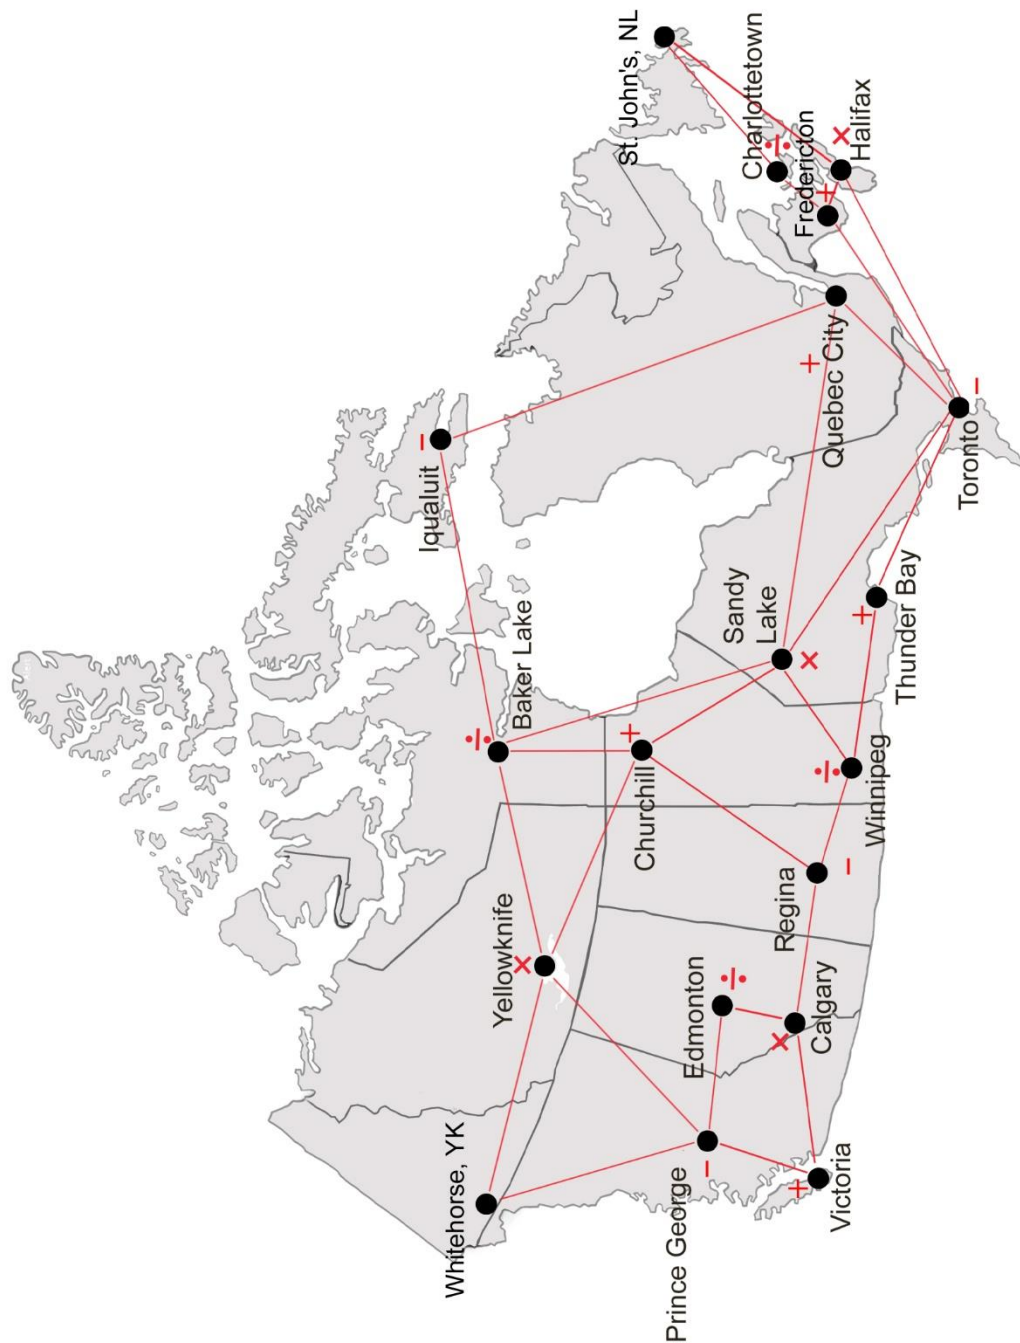 Whitehorse, YK
Yellowknife
×
Baker Lake
÷
Iqualuit
−
St. John's, NL
Prince George
−
Edmonton
÷
Churchill
+
Sandy
Lake
×
Quebec City
+
Fredericton
+
Charlottetown
÷
Halifax
×
Victoria
+
Calgary
×
Regina
−
Winnipeg
÷
Thunder Bay
+
Toronto
−